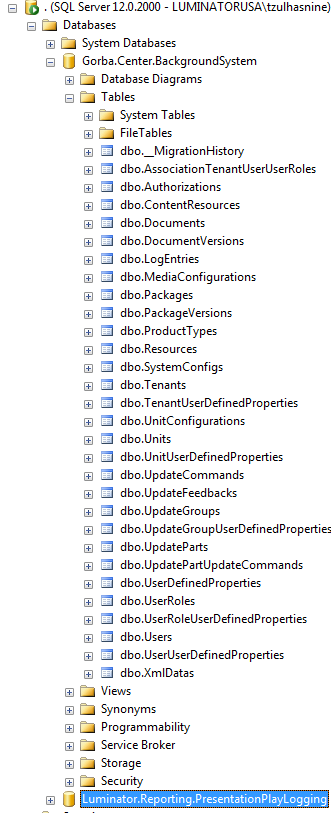 . (SQL Server 12.0.2000 - LUMINATORUSA\tzulhasnine)
Databases
System Databases
Gorba.Center.BackgroundSystem
Database Diagrams
Tables
System Tables
FileTables
dbo.__MigrationHistory
dbo.AssociationTenantUserUserRoles
dbo.Authorizations
dbo.ContentResources
dbo.Documents
dbo.DocumentVersions
dbo.LogEntries
dbo.MediaConfigurations
dbo.Packages
dbo.PackageVersions
dbo.ProductTypes
dbo.Resources
dbo.SystemConfigs
dbo.Tenants
dbo.TenantUserDefinedProperties
dbo.UnitConfigurations
dbo.Units
dbo.UnitUserDefinedProperties
dbo.UpdateCommands
dbo.UpdateFeedbacks
dbo.UpdateGroups
dbo.UpdateGroupUserDefinedProperties
dbo.UpdateParts
dbo.UpdatePartUpdateCommands
dbo.UserDefinedProperties
dbo.UserRoles
dbo.UserRoleUserDefinedProperties
dbo.Users
dbo.UserUserDefinedProperties
dbo.XmlDatas
Views
Synonyms
Programmability
Service Broker
Storage
Security
Luminator.Reporting.PresentationPlayLogging